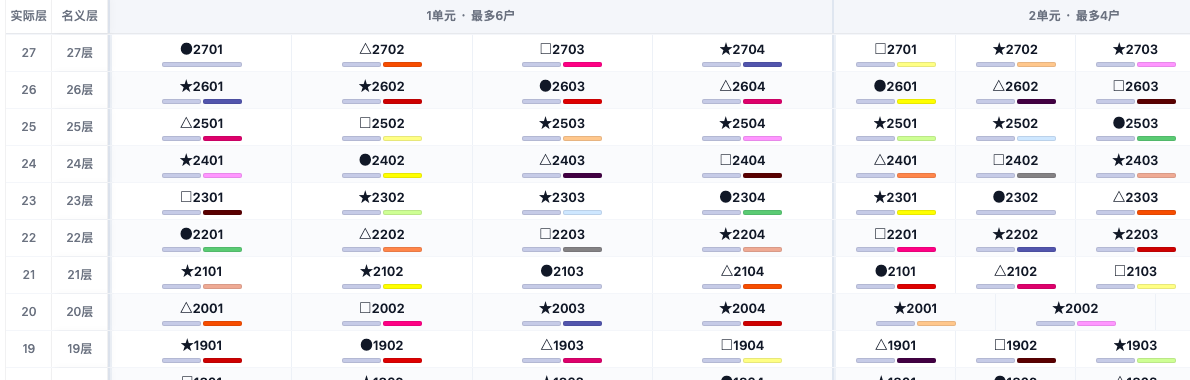 实际层 名义层 1单元 · 最多6户 2单元 · 最多4户
27 27层 ●2701 △2702 □2703 ★2704 □2701 ★2702 ★2703
26 26层 ★2601 ★2602 ●2603 △2604 ●2601 △2602 □2603
25 25层 △2501 □2502 ★2503 ★2504 ★2501 ★2502 ●2503
24 24层 ★2401 ●2402 △2403 □2404 △2401 □2402 ★2403
23 23层 □2301 ★2302 ★2303 ●2304 ★2301 ●2302 △2303
22 22层 ●2201 △2202 □2203 ★2204 □2201 ★2202 ★2203
21 21层 ★2101 ★2102 ●2103 △2104 ●2101 △2102 □2103
20 20层 △2001 □2002 ★2003 ★2004 ★2001 ★2002
19 19层 ★1901 ●1902 △1903 □1904 △1901 □1902 ★1903